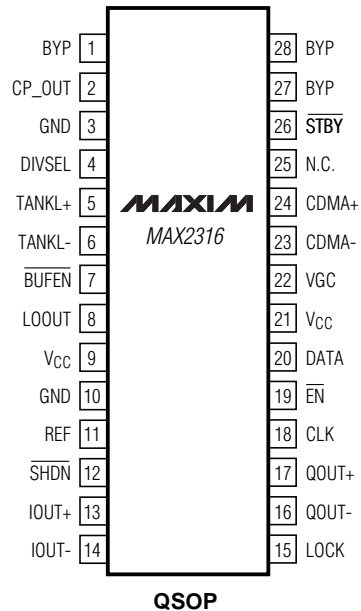 BYP 1 28 BYP
CP_OUT 2 27 BYP
GND 3 26 STBY
DIVSEL 4 25 N.C.
TANKL+ 5 MAXIM 24 CDMA+
TANKL- 6 MAX2316 23 CDMA-
BUFEN 7 22 VGC
LOOUT 8 21 VCC
VCC 9 20 DATA
GND 10 19 EN
REF 11 18 CLK
SHDN 12 17 QOUT+
IOUT+ 13 16 QOUT-
IOUT- 14 15 LOCK
QSOP